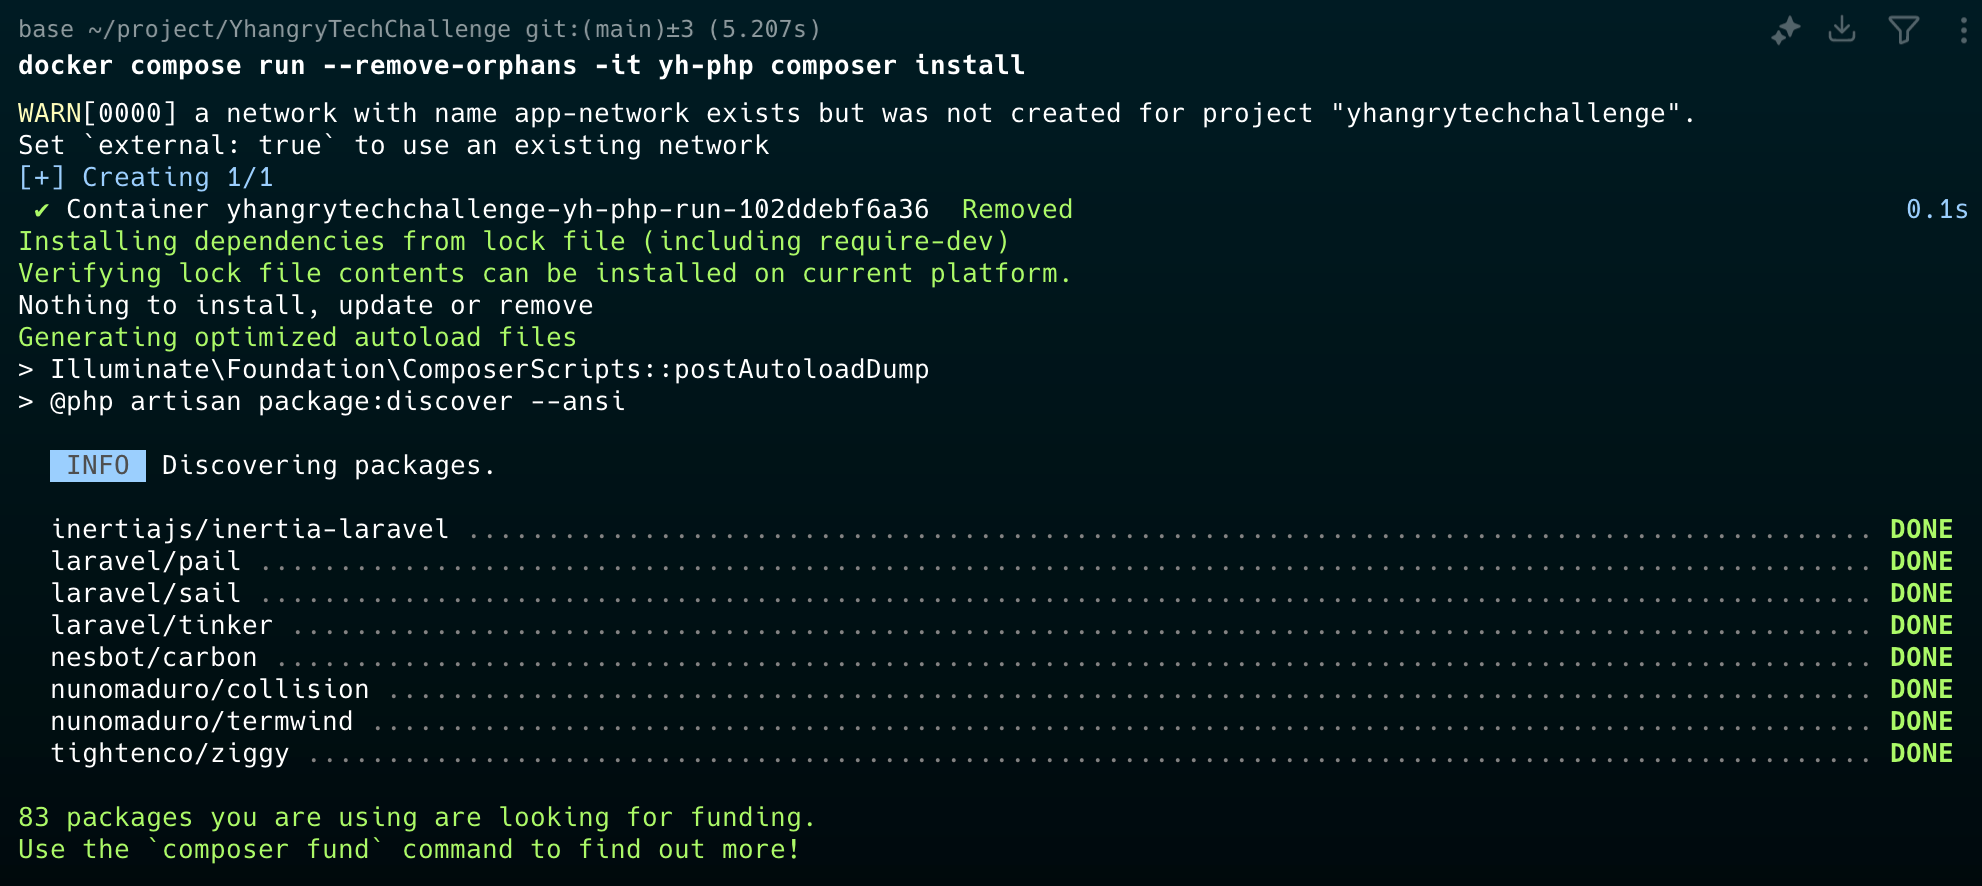 base ~/project/YhangryTechChallenge git:(main)±3 (5.207s)
docker compose run --remove-orphans -it yh-php composer install
WARN[0000] a network with name app-network exists but was not created for project "yhangrytechchallenge".
Set `external: true` to use an existing network
[+] Creating 1/1
✔ Container yhangrytechchallenge-yh-php-run-102ddebf6a36  Removed 0.1s
Installing dependencies from lock file (including require-dev)
Verifying lock file contents can be installed on current platform.
Nothing to install, update or remove
Generating optimized autoload files
> Illuminate\Foundation\ComposerScripts::postAutoloadDump
> @php artisan package:discover --ansi
INFO Discovering packages.
inertiajs/inertia-laravel ........................................................................................ DONE
laravel/pail ..................................................................................................... DONE
laravel/sail ..................................................................................................... DONE
laravel/tinker ................................................................................................... DONE
nesbot/carbon .................................................................................................... DONE
nunomaduro/collision ............................................................................................. DONE
nunomaduro/termwind .............................................................................................. DONE
tightenco/ziggy .................................................................................................. DONE
83 packages you are using are looking for funding.
Use the `composer fund` command to find out more!